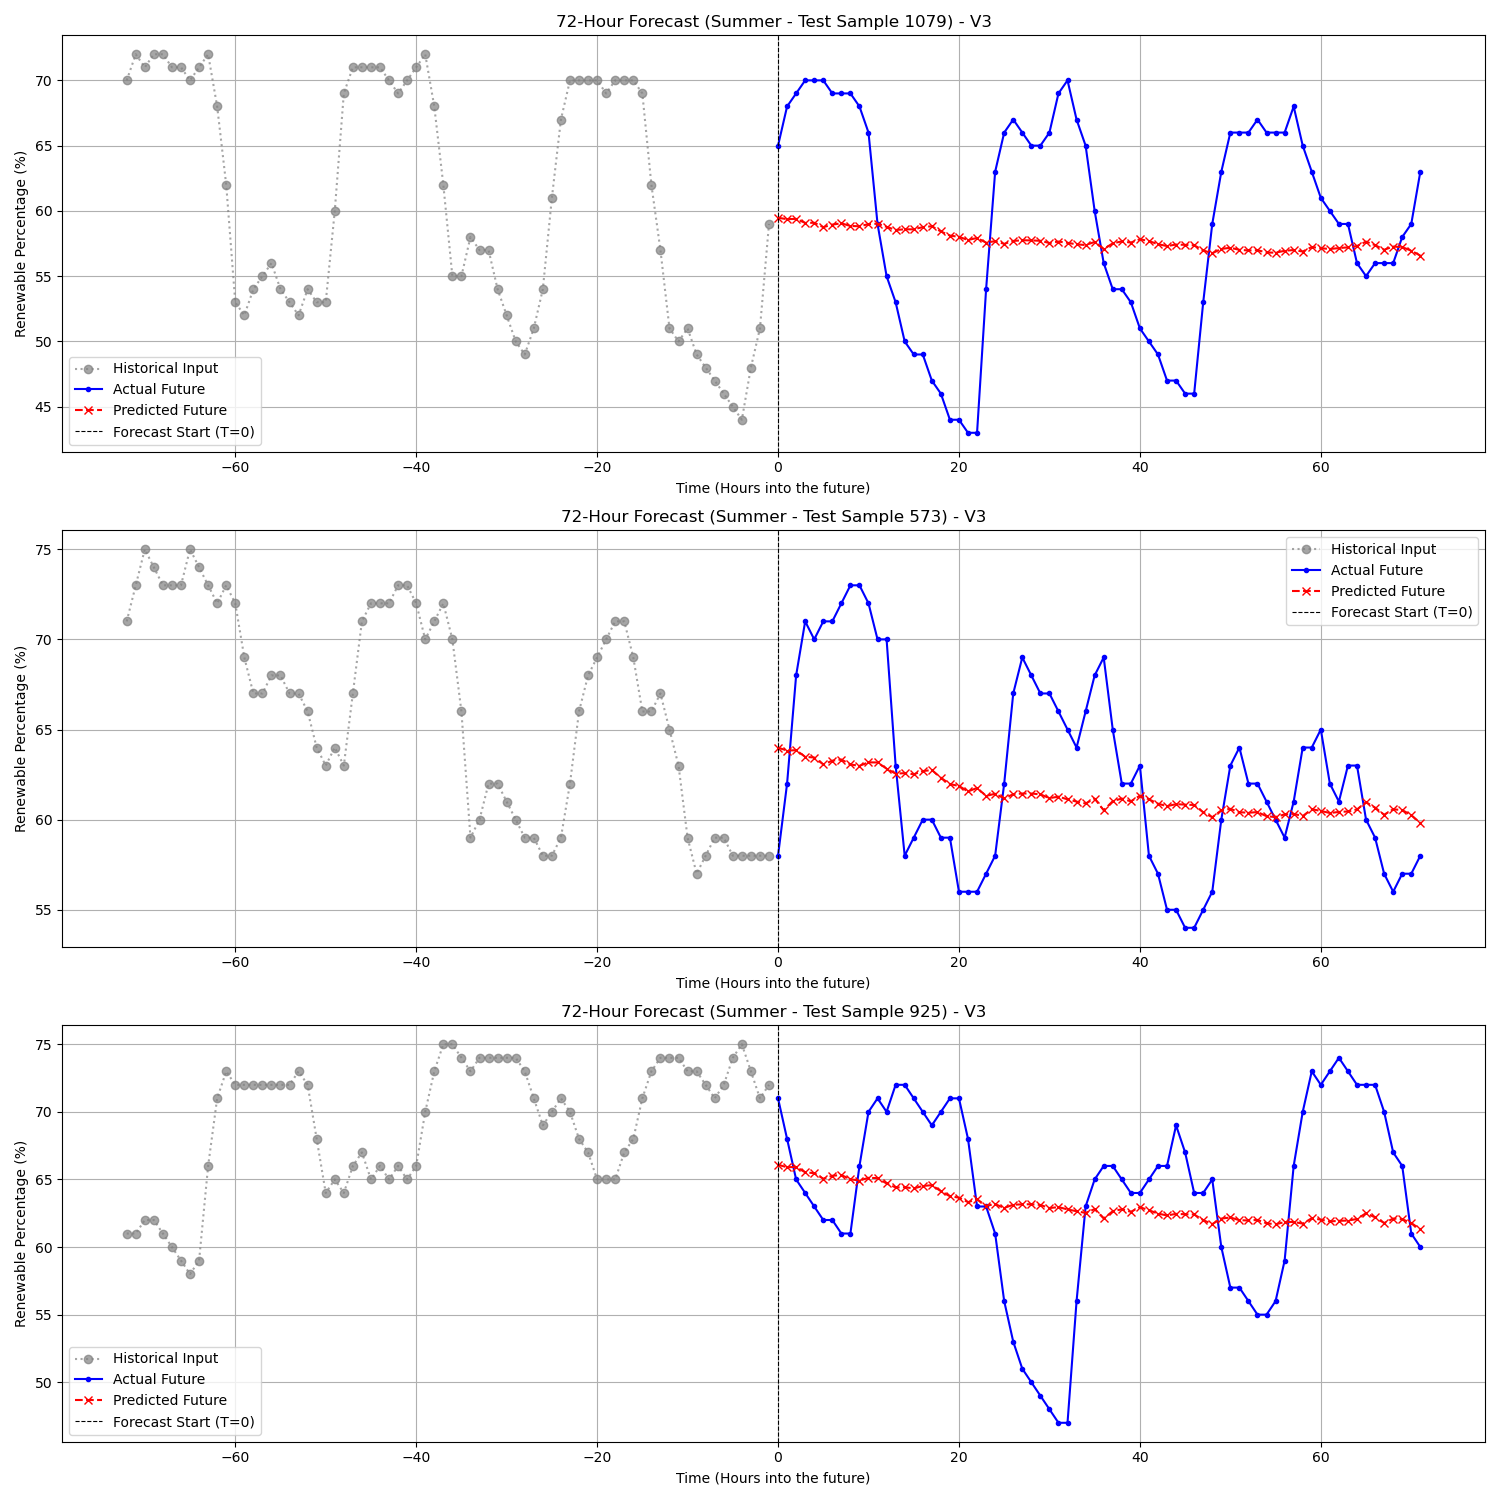 72-Hour Forecast (Summer - Test Sample 1079) - V3
Renewable Percentage (%)
70
65
60
55
50
45
Historical Input
Actual Future
Predicted Future
Forecast Start (T=0)
−60
−40
−20
0
20
40
60
Time (Hours into the future)
72-Hour Forecast (Summer - Test Sample 573) - V3
Renewable Percentage (%)
75
70
65
60
55
Historical Input
Actual Future
Predicted Future
Forecast Start (T=0)
−60
−40
−20
0
20
40
60
Time (Hours into the future)
72-Hour Forecast (Summer - Test Sample 925) - V3
Renewable Percentage (%)
75
70
65
60
55
50
Historical Input
Actual Future
Predicted Future
Forecast Start (T=0)
−60
−40
−20
0
20
40
60
Time (Hours into the future)